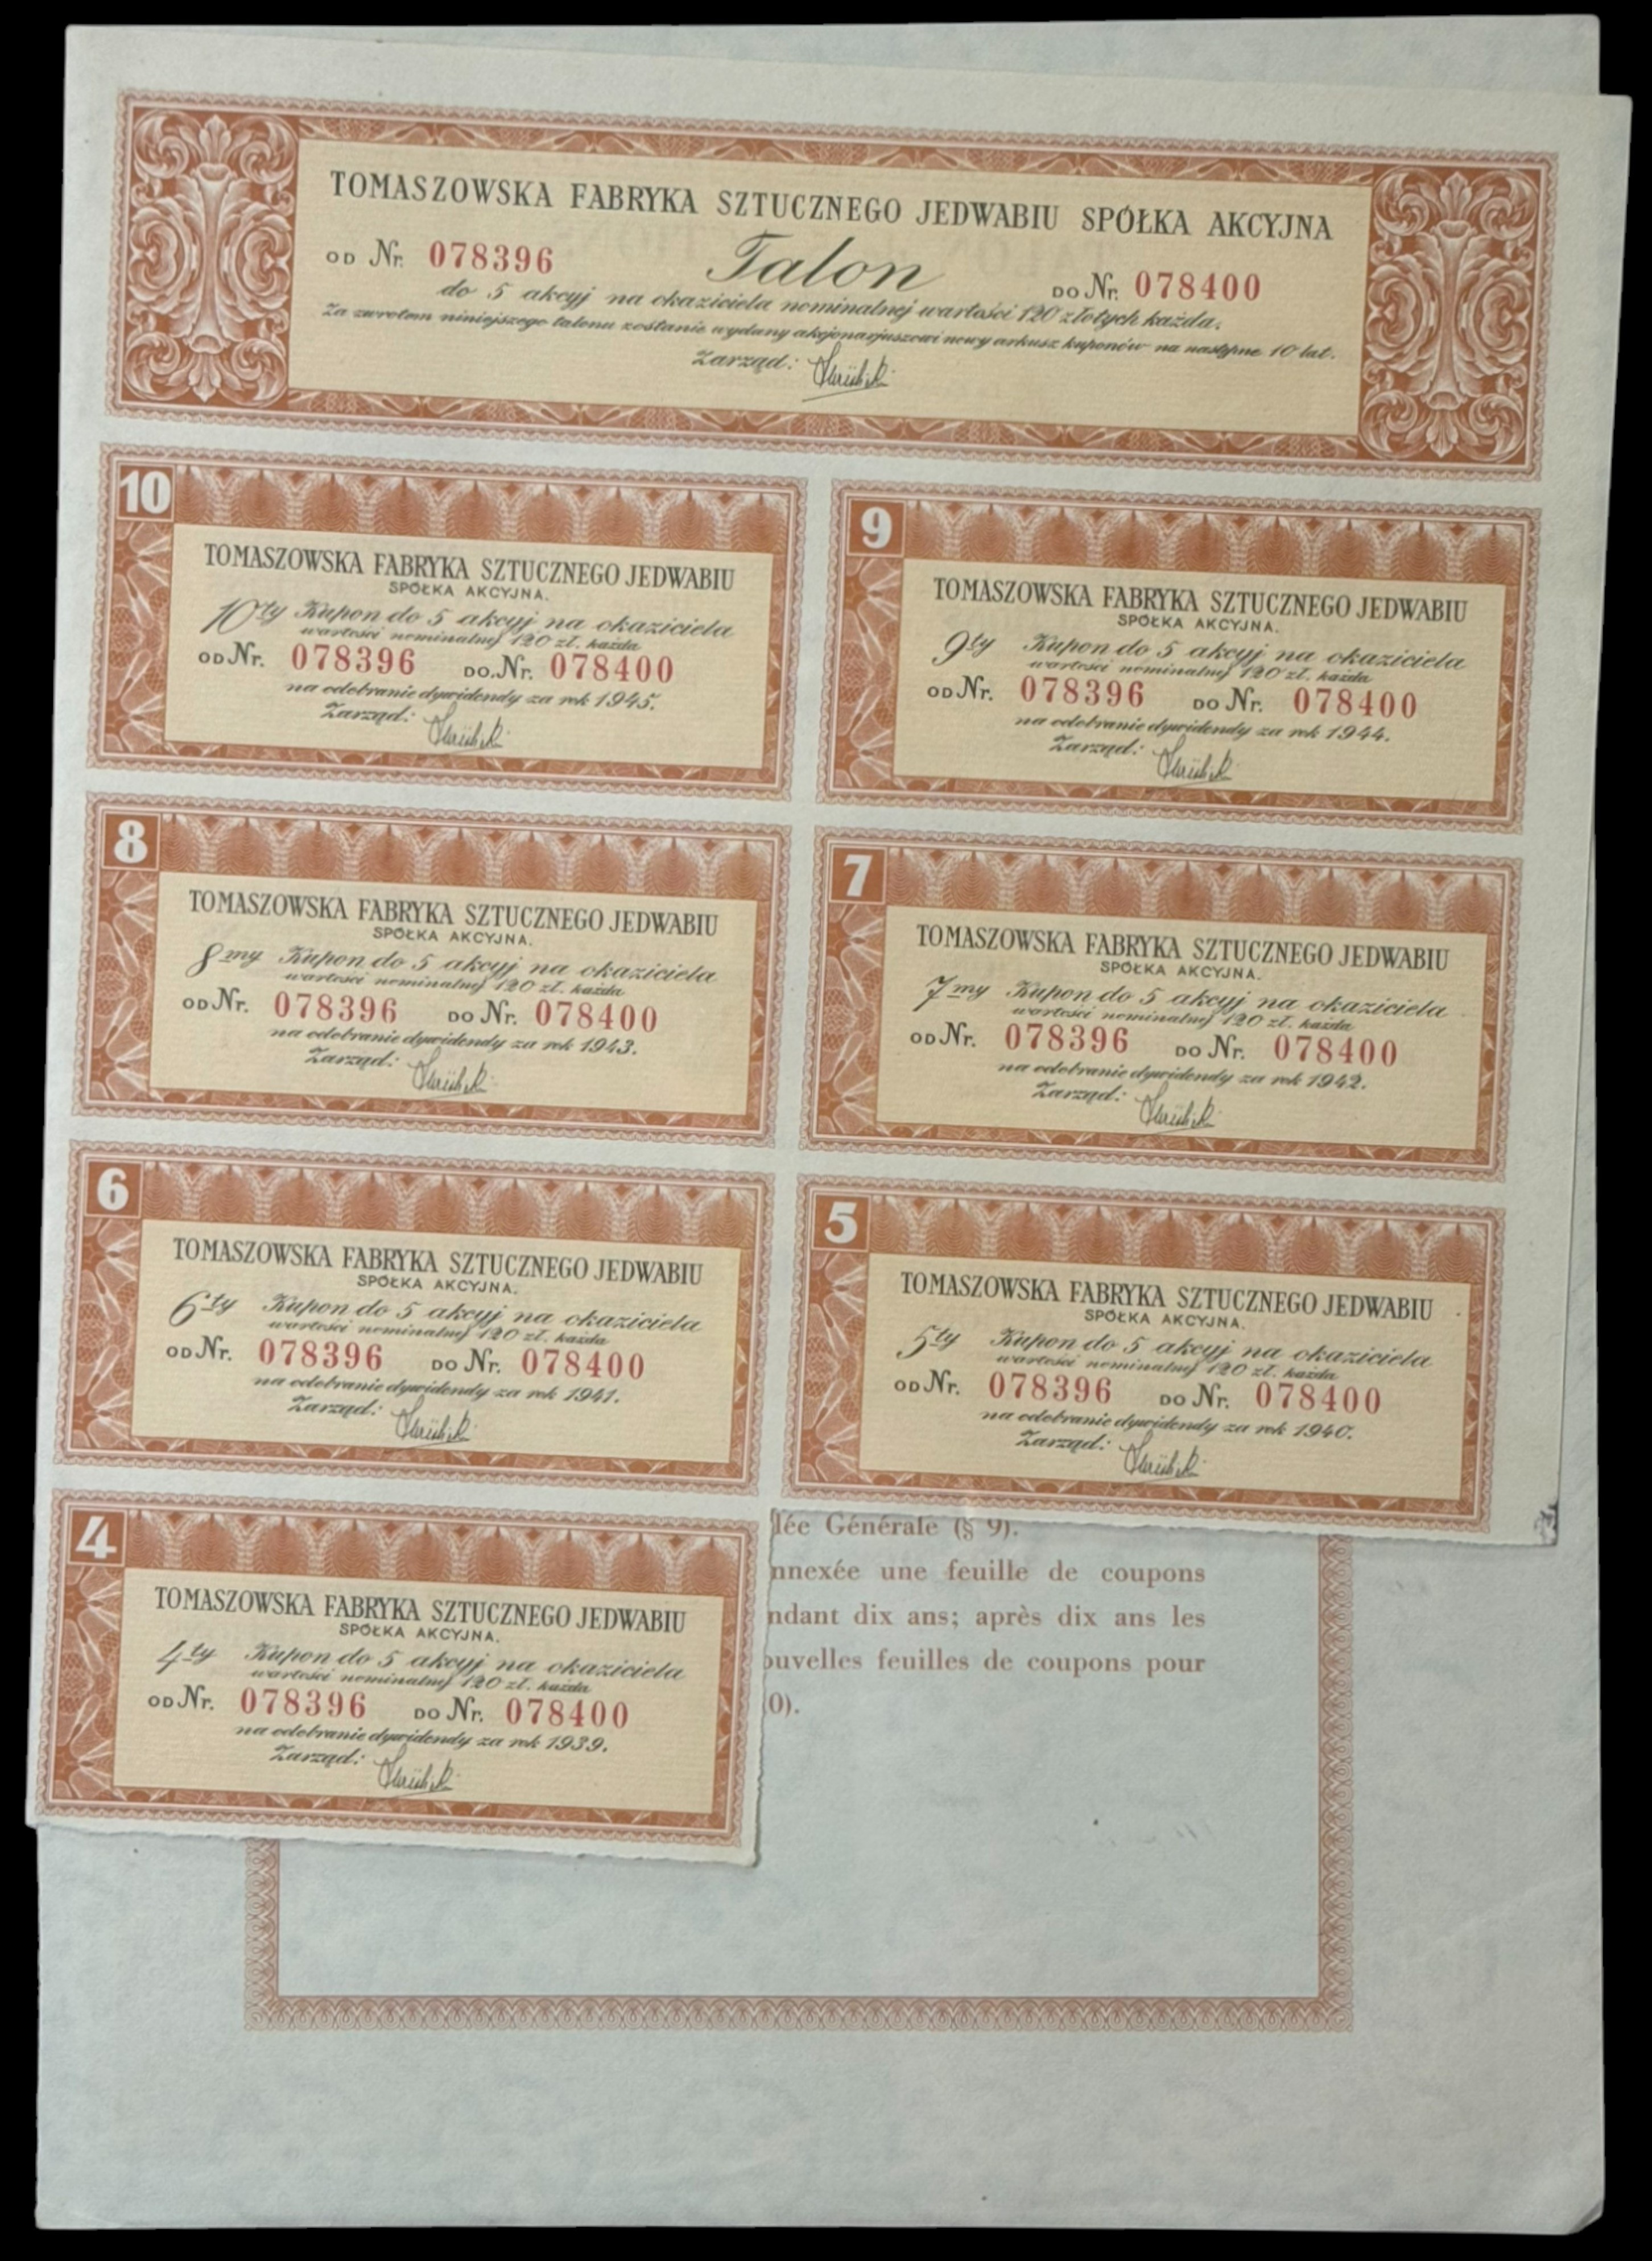 TOMASZOWSKA FABRYKA SZTUCZNEGO JEDWABIU SPÓŁKA AKCYJNA
OD Nr. 078396 Talon DO Nr. 078400
do 5 akcyj na okaziciela nominalnej wartości 120 złotych każda.
Za zwrotem niniejszego talonu zostanie wydany akcjonarjuszowi nowy arkusz kuponów na następne 10 lat.
Zarząd:
10
TOMASZOWSKA FABRYKA SZTUCZNEGO JEDWABIU
SPÓŁKA AKCYJNA.
10ty Kupon do 5 akcyj na okaziciela
wartości nominalnej 120 zł. każda
OD Nr. 078396 DO. Nr. 078400
na odebranie dywidendy za rok 1945.
Zarząd:
9
TOMASZOWSKA FABRYKA SZTUCZNEGO JEDWABIU
SPÓŁKA AKCYJNA.
9ty Kupon do 5 akcyj na okaziciela
wartości nominalnej 120 zł. każda
OD Nr. 078396 DO Nr. 078400
na odebranie dywidendy za rok 1944.
Zarząd:
8
TOMASZOWSKA FABRYKA SZTUCZNEGO JEDWABIU
SPÓŁKA AKCYJNA.
8my Kupon do 5 akcyj na okaziciela
wartości nominalnej 120 zł. każda
OD Nr. 078396 DO Nr. 078400
na odebranie dywidendy za rok 1943.
Zarząd:
7
TOMASZOWSKA FABRYKA SZTUCZNEGO JEDWABIU
SPÓŁKA AKCYJNA.
7my Kupon do 5 akcyj na okaziciela
wartości nominalnej 120 zł. każda
OD Nr. 078396 DO Nr. 078400
na odebranie dywidendy za rok 1942.
Zarząd:
6
TOMASZOWSKA FABRYKA SZTUCZNEGO JEDWABIU
SPÓŁKA AKCYJNA.
6ty Kupon do 5 akcyj na okaziciela
wartości nominalnej 120 zł. każda
OD Nr. 078396 DO Nr. 078400
na odebranie dywidendy za rok 1941.
Zarząd:
5
TOMASZOWSKA FABRYKA SZTUCZNEGO JEDWABIU
SPÓŁKA AKCYJNA.
5ty Kupon do 5 akcyj na okaziciela
wartości nominalnej 120 zł. każda
OD Nr. 078396 DO Nr. 078400
na odebranie dywidendy za rok 1940.
Zarząd:
4
TOMASZOWSKA FABRYKA SZTUCZNEGO JEDWABIU
SPÓŁKA AKCYJNA.
4ty Kupon do 5 akcyj na okaziciela
wartości nominalnej 120 zł. każda
OD Nr. 078396 DO Nr. 078400
na odebranie dywidendy za rok 1939.
Zarząd:
lée Générale (§ 9).
nnexée une feuille de coupons
ndant dix ans; après dix ans les
ouvelles feuilles de coupons pour
0).